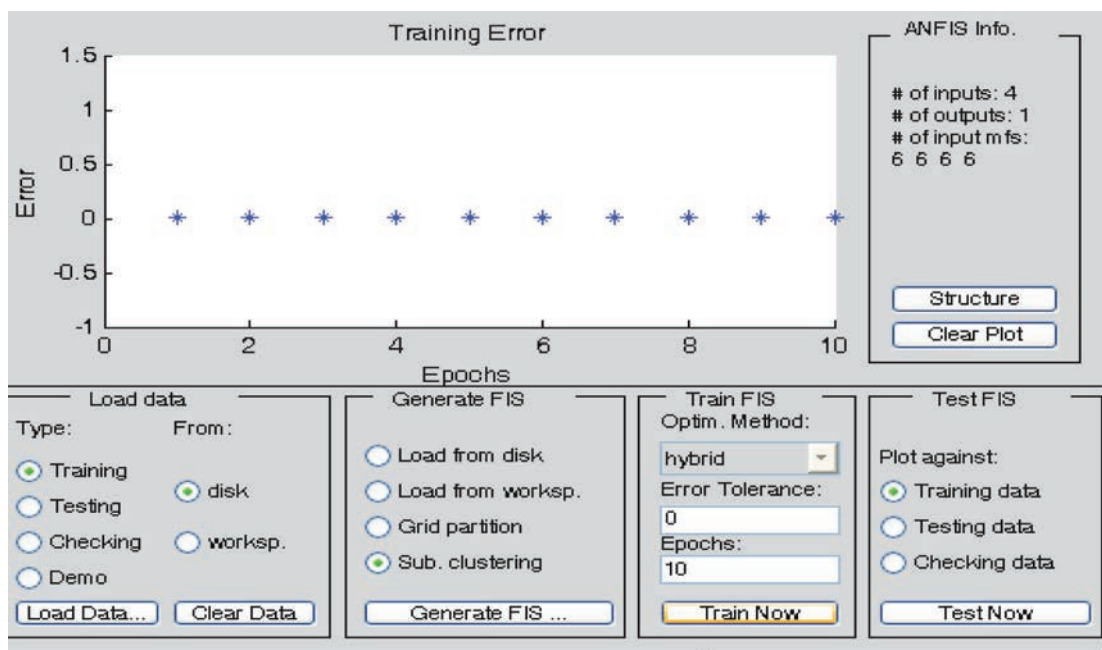 Training Error
1.5
1
0.5
0
-0.5
-1
Error
0 2 4 6 8 10
Epochs
ANFIS Info.
# of inputs: 4
# of outputs: 1
# of input mfs:
6 6 6 6
Structure
Clear Plot
Load data
Type: From:
Training
disk
Testing
Checking
worksp.
Demo
Load Data... Clear Data
Generate FIS
Load from disk
Load from worksp.
Grid partition
Sub. clustering
Generate FIS ...
Train FIS
Optim. Method:
hybrid
Error Tolerance:
0
Epochs:
10
Train Now
Test FIS
Plot against:
Training data
Testing data
Checking data
Test Now